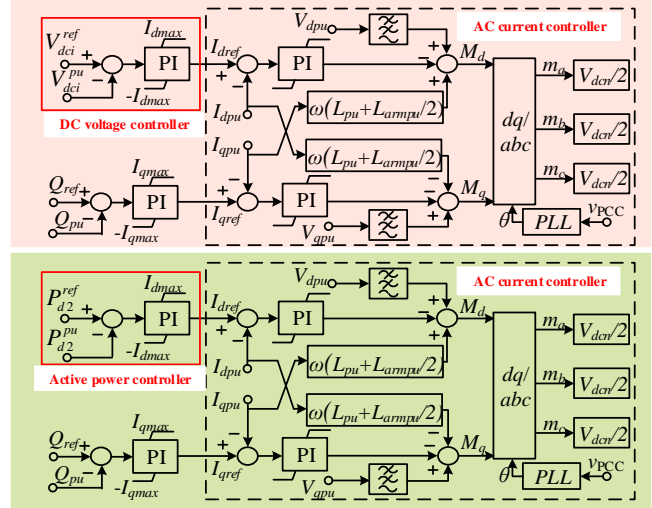 V_dpu
AC current controller
V_dci^ref
+
−
V_dci^pu
I_dmax
PI
-I_dmax
DC voltage controller
I_dref
+
−
PI
+
−
+
M_d
I_dpu
I_qpu
ω(L_pu+L_armpu/2)
ω(L_pu+L_armpu/2)
dq/
abc
m_a
V_dcn/2
m_b
V_dcn/2
m_c
V_dcn/2
Q_ref
+
−
Q_pu
I_qmax
PI
-I_qmax
I_qref
−
+
PI
−
−
+
M_q
V_qpu
θ
PLL
v_PCC
V_dpu
AC current controller
P_d2^ref
+
−
P_d2^pu
I_dmax
PI
-I_dmax
Active power controller
I_dref
+
−
PI
+
−
+
M_d
I_dpu
I_qpu
ω(L_pu+L_armpu/2)
ω(L_pu+L_armpu/2)
dq/
abc
m_a
V_dcn/2
m_b
V_dcn/2
m_c
V_dcn/2
Q_ref
+
−
Q_pu
I_qmax
PI
-I_qmax
I_qref
−
+
PI
−
−
+
M_q
V_qpu
θ
PLL
v_PCC